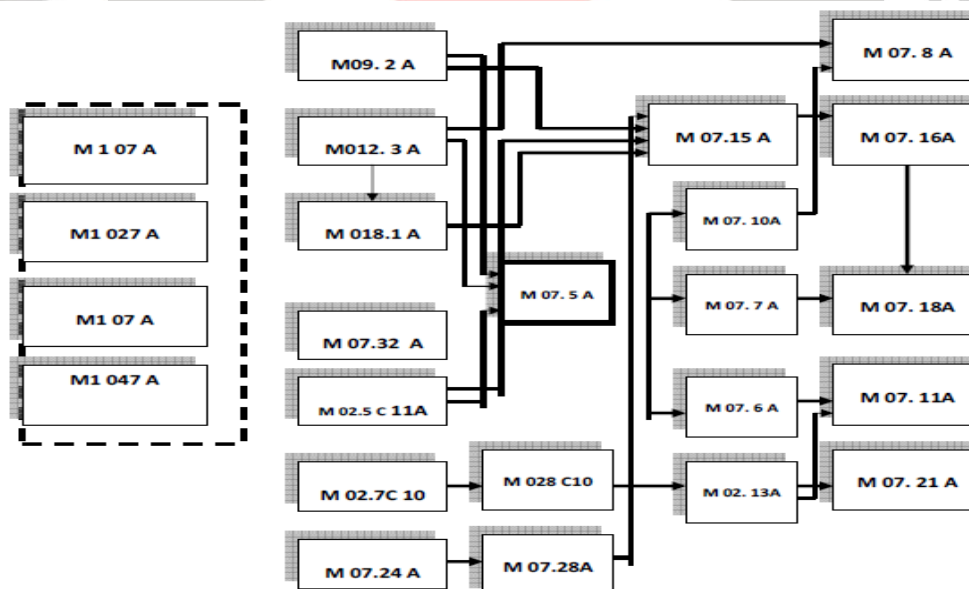 M 1 07 A
M1 027 A
M1 07 A
M1 047 A
M09. 2 A
M012. 3 A
M 018.1 A
M 07.32 A
M 02.5 C 11A
M 02.7C 10
M 07.24 A
M 07. 5 A
M 028 C10
M 07.28A
M 07.15 A
M 07. 10A
M 07. 7 A
M 07. 6 A
M 02. 13A
M 07. 8 A
M 07. 16A
M 07. 18A
M 07. 11A
M 07. 21 A